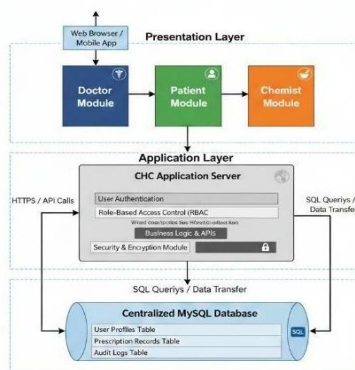 Web Browser /
Mobile App
Presentation Layer
Doctor
Module
Patient
Module
Chemist
Module
Application Layer
CHC Application Server
HTTPS / API Calls
User Authentication
Role-Based Access Control (RBAC
Business Logic & APIs
Security & Encryption Module
SQL Querys /
Data Transfer
SQL Querys / Data Transfer
Centralized MySQL Database
User Profiles Table
Prescription Records Table
Audit Logs Table
SQL